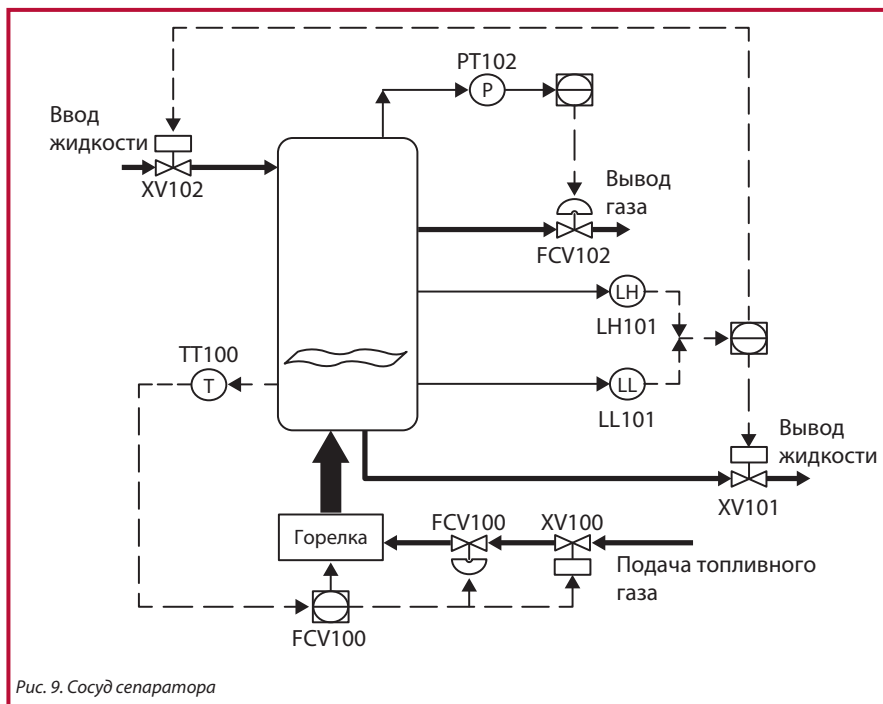 PT102
P
Ввод
жидкости
XV102
Вывод
газа
FCV102
LH
LH101
TT100
T
LL
LL101
Вывод
жидкости
XV101
Горелка
FCV100
XV100
Подача топливного
газа
FCV100
Рис. 9. Сосуд сепаратора